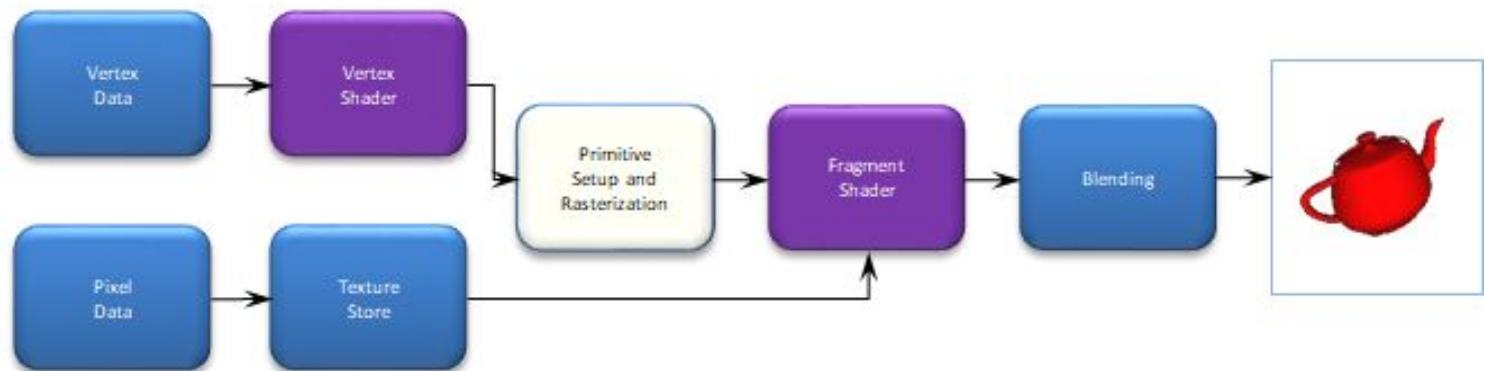 Vertex
Data
Vertex
Shader
Primitive
Setup and
Rasterization
Fragment
Shader
Blending
Pixel
Data
Texture
Store